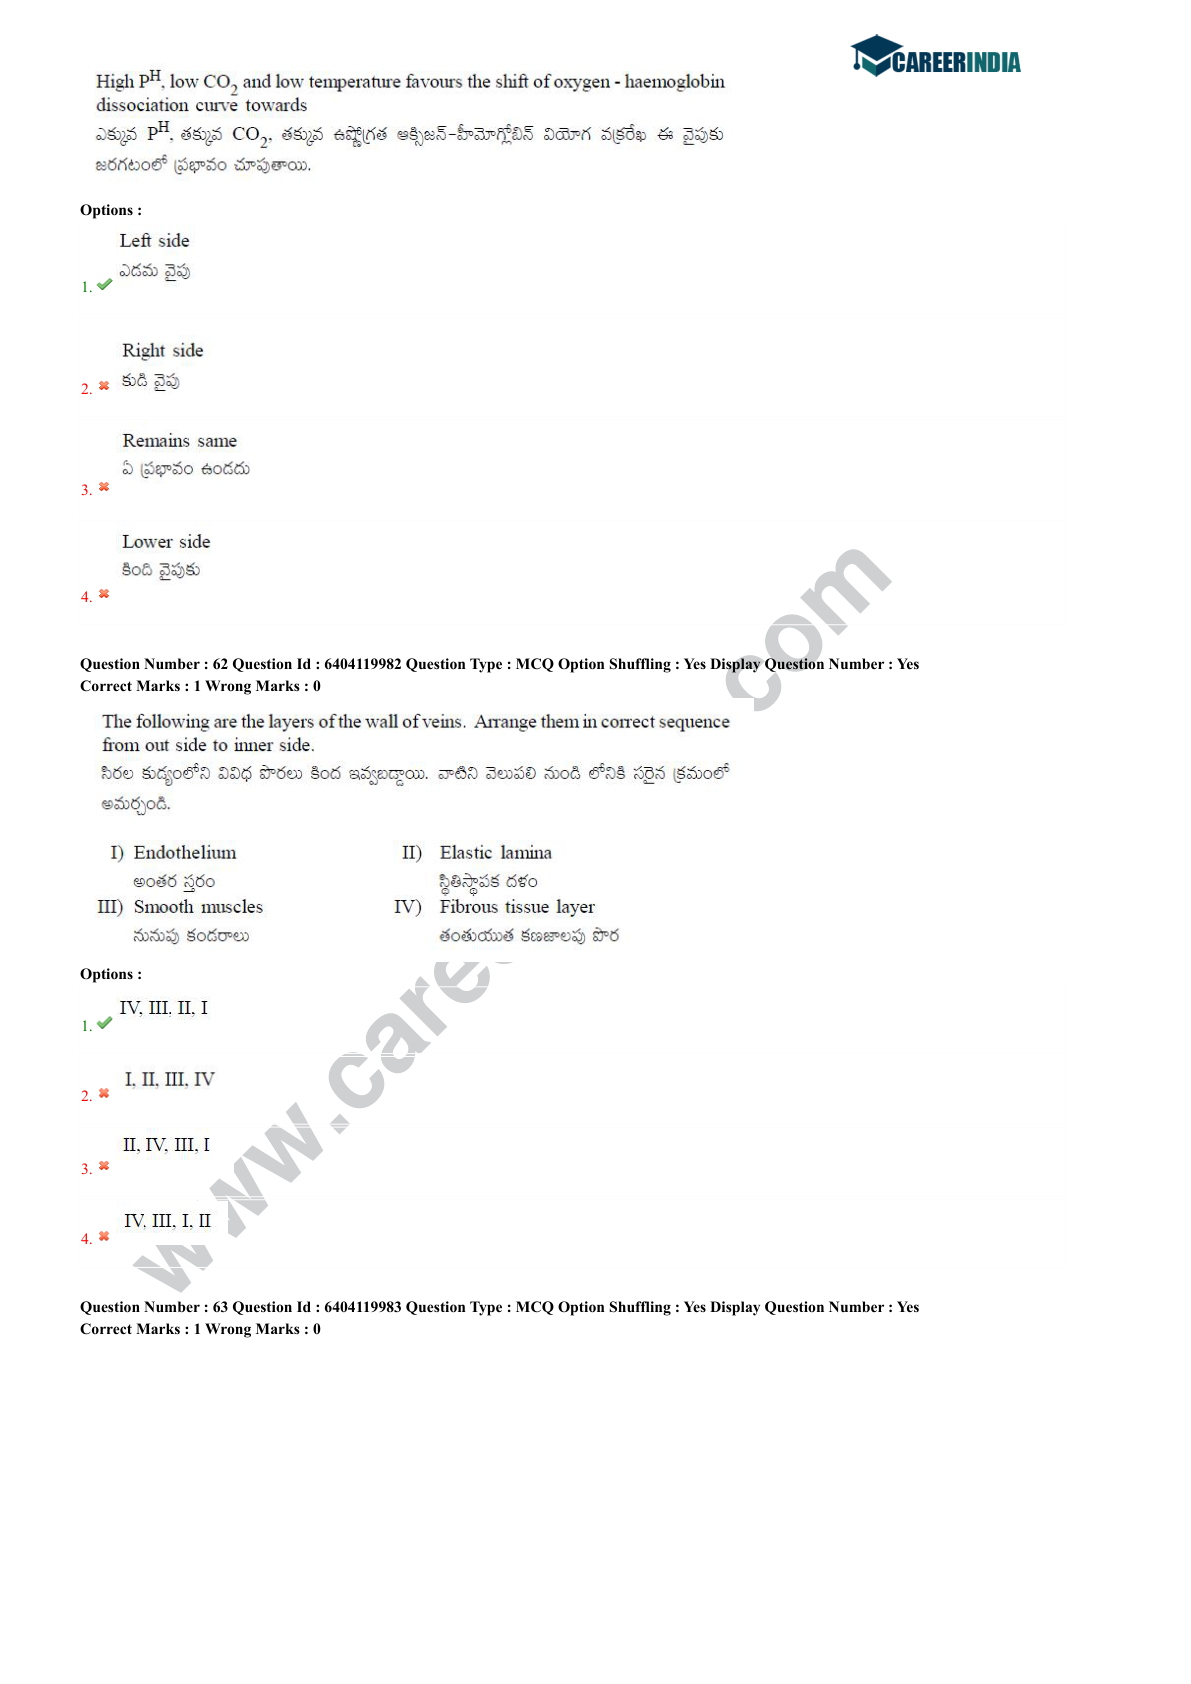 CAREERINDIA
High P^H, low CO₂ and low temperature favours the shift of oxygen - haemoglobin
dissociation curve towards
ఎక్కువ P^H, తక్కువ CO₂, తక్కువ ఉష్ణోగ్రత ఆక్సిజన్-హీమోగ్లోబిన్ వియోగ వక్రరేఖ ఈ వైపుకు
జరగటంలో ప్రభావం చూపుతాయి.
Options :
Left side
ఎడమ వైపు
1.
Right side
కుడి వైపు
2.
Remains same
ఏ ప్రభావం ఉండదు
3.
Lower side
కింది వైపుకు
4.
Question Number : 62 Question Id : 6404119982 Question Type : MCQ Option Shuffling : Yes Display Question Number : Yes
Correct Marks : 1 Wrong Marks : 0
The following are the layers of the wall of veins. Arrange them in correct sequence
from out side to inner side.
సిరల కుడ్యంలోని వివిధ పొరలు కింద ఇవ్వబడ్డాయి. వాటిని వెలుపలి నుండి లోనికి సరైన క్రమంలో
అమర్చండి.
I) Endothelium II) Elastic lamina
అంతర స్తరం స్థితిస్థాపక దళం
III) Smooth muscles IV) Fibrous tissue layer
నునుపు కండరాలు తంతుయుత కణజాలపు పొర
Options :
IV, III, II, I
1.
I, II, III, IV
2.
II, IV, III, I
3.
IV, III, I, II
4.
Question Number : 63 Question Id : 6404119983 Question Type : MCQ Option Shuffling : Yes Display Question Number : Yes
Correct Marks : 1 Wrong Marks : 0